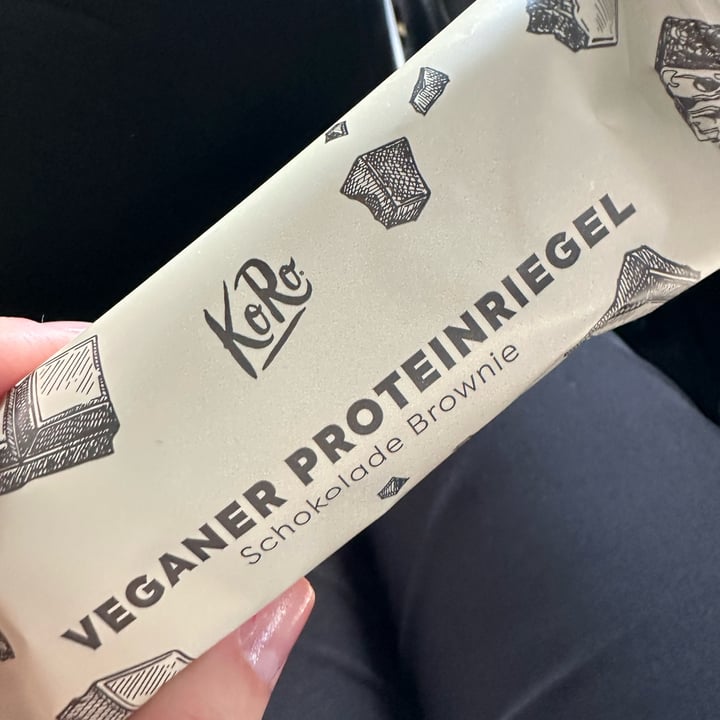 KoRo
VEGANER PROTEINRIEGEL
Schokolade Brownie